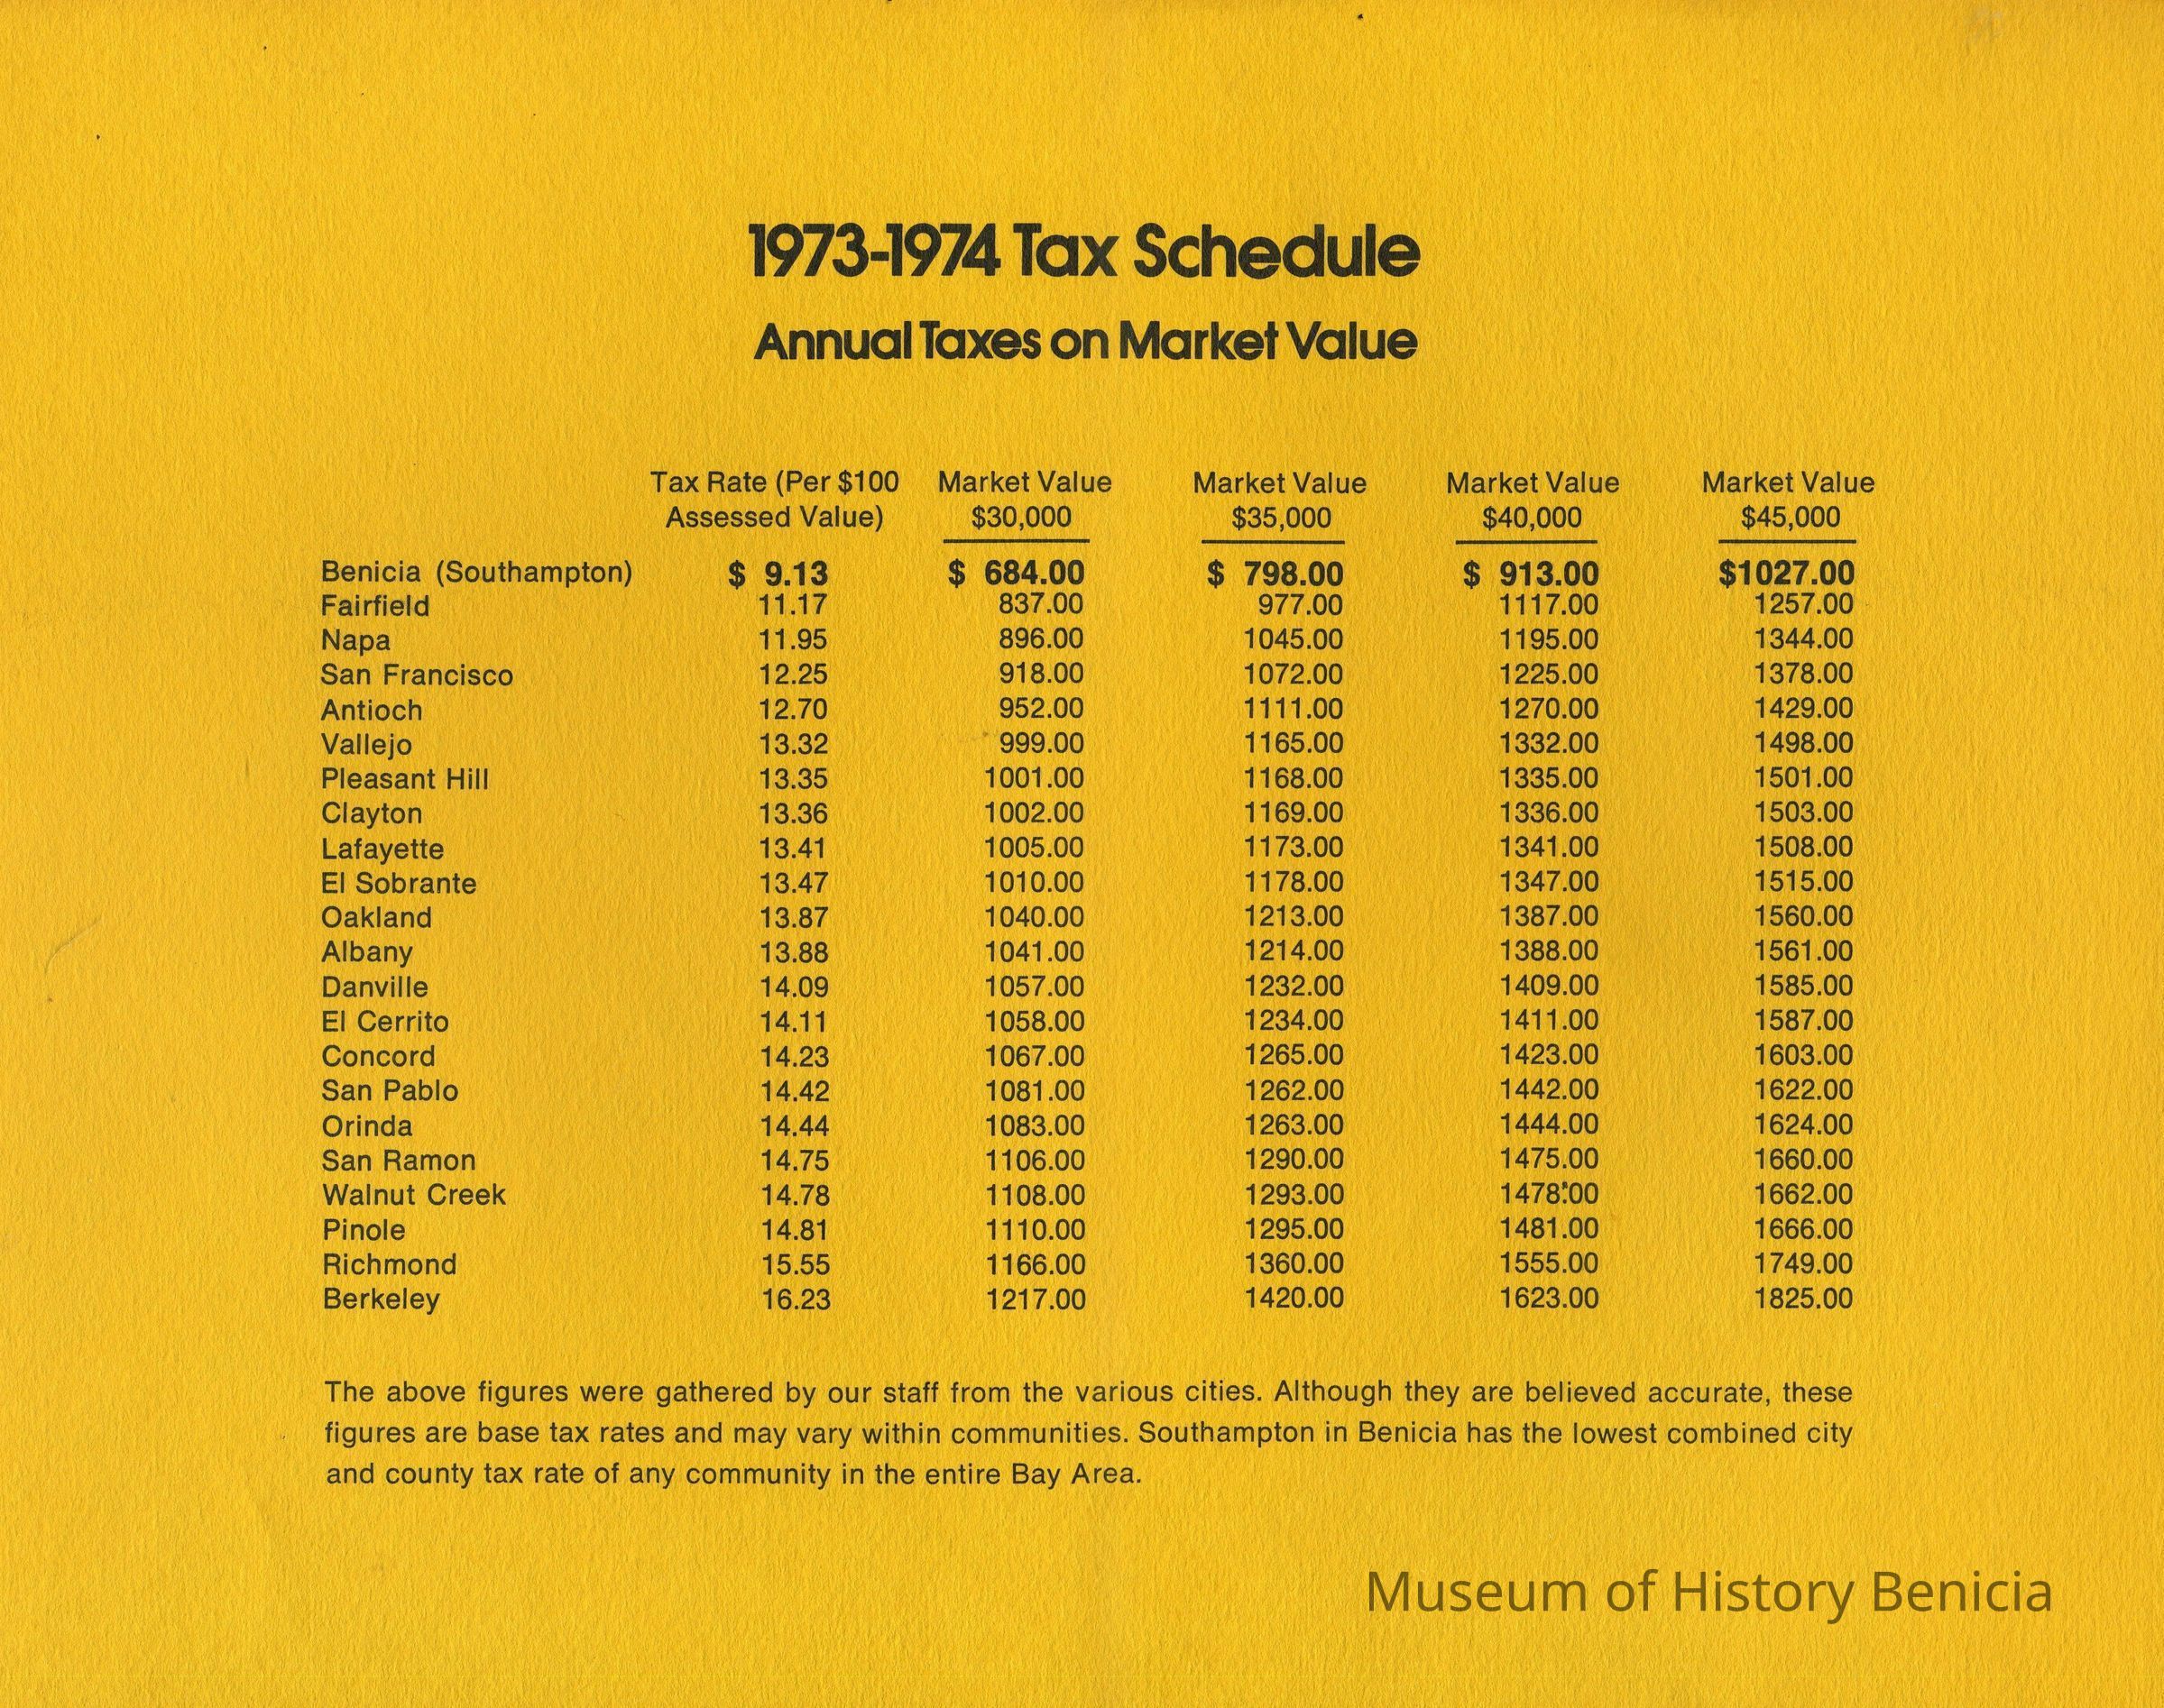 1973-1974 Tax Schedule
Annual Taxes on Market Value
Tax Rate (Per $100 Market Value Market Value Market Value Market Value
Assessed Value) $30,000 $35,000 $40,000 $45,000
Benicia (Southampton) $ 9.13 $ 684.00 $ 798.00 $ 913.00 $1027.00
Fairfield 11.17 837.00 977.00 1117.00 1257.00
Napa 11.95 896.00 1045.00 1195.00 1344.00
San Francisco 12.25 918.00 1072.00 1225.00 1378.00
Antioch 12.70 952.00 1111.00 1270.00 1429.00
Vallejo 13.32 999.00 1165.00 1332.00 1498.00
Pleasant Hill 13.35 1001.00 1168.00 1335.00 1501.00
Clayton 13.36 1002.00 1169.00 1336.00 1503.00
Lafayette 13.41 1005.00 1173.00 1341.00 1508.00
El Sobrante 13.47 1010.00 1178.00 1347.00 1515.00
Oakland 13.87 1040.00 1213.00 1387.00 1560.00
Albany 13.88 1041.00 1214.00 1388.00 1561.00
Danville 14.09 1057.00 1232.00 1409.00 1585.00
El Cerrito 14.11 1058.00 1234.00 1411.00 1587.00
Concord 14.23 1067.00 1265.00 1423.00 1603.00
San Pablo 14.42 1081.00 1262.00 1442.00 1622.00
Orinda 14.44 1083.00 1263.00 1444.00 1624.00
San Ramon 14.75 1106.00 1290.00 1475.00 1660.00
Walnut Creek 14.78 1108.00 1293.00 1478.00 1662.00
Pinole 14.81 1110.00 1295.00 1481.00 1666.00
Richmond 15.55 1166.00 1360.00 1555.00 1749.00
Berkeley 16.23 1217.00 1420.00 1623.00 1825.00
The above figures were gathered by our staff from the various cities. Although they are believed accurate, these
figures are base tax rates and may vary within communities. Southampton in Benicia has the lowest combined city
and county tax rate of any community in the entire Bay Area.
Museum of History Benicia